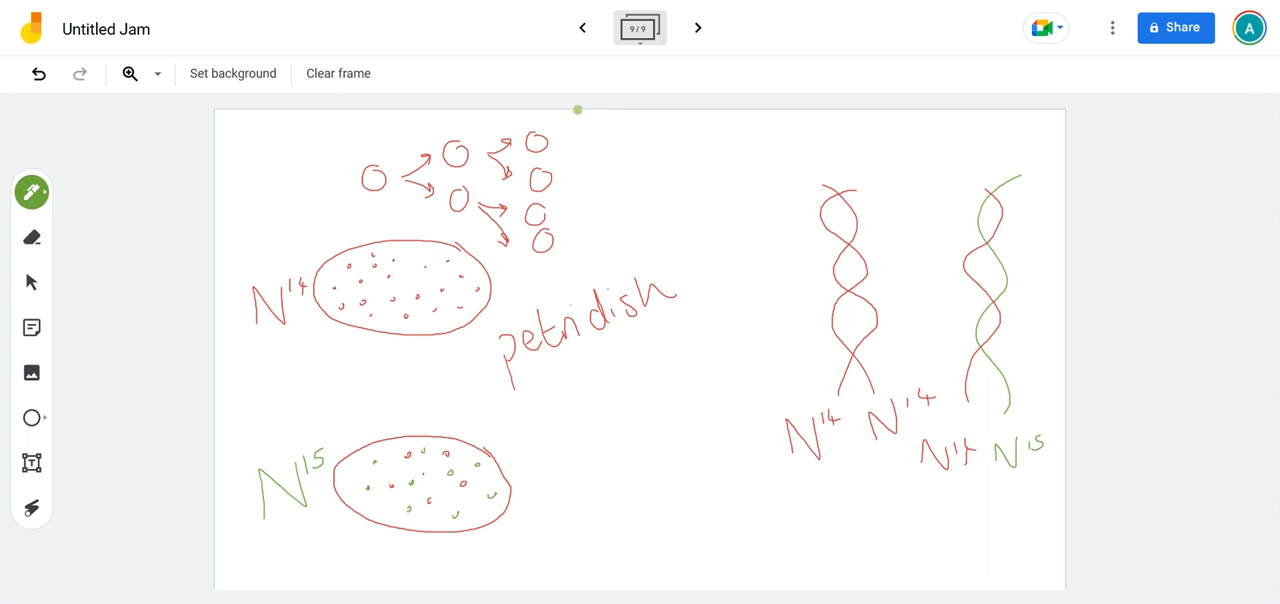 Untitled Jam
9/9
Share
A
Set background
Clear frame
N¹⁴
petridish
N¹⁴ N¹⁴
N¹⁴ N¹⁵
N¹⁵